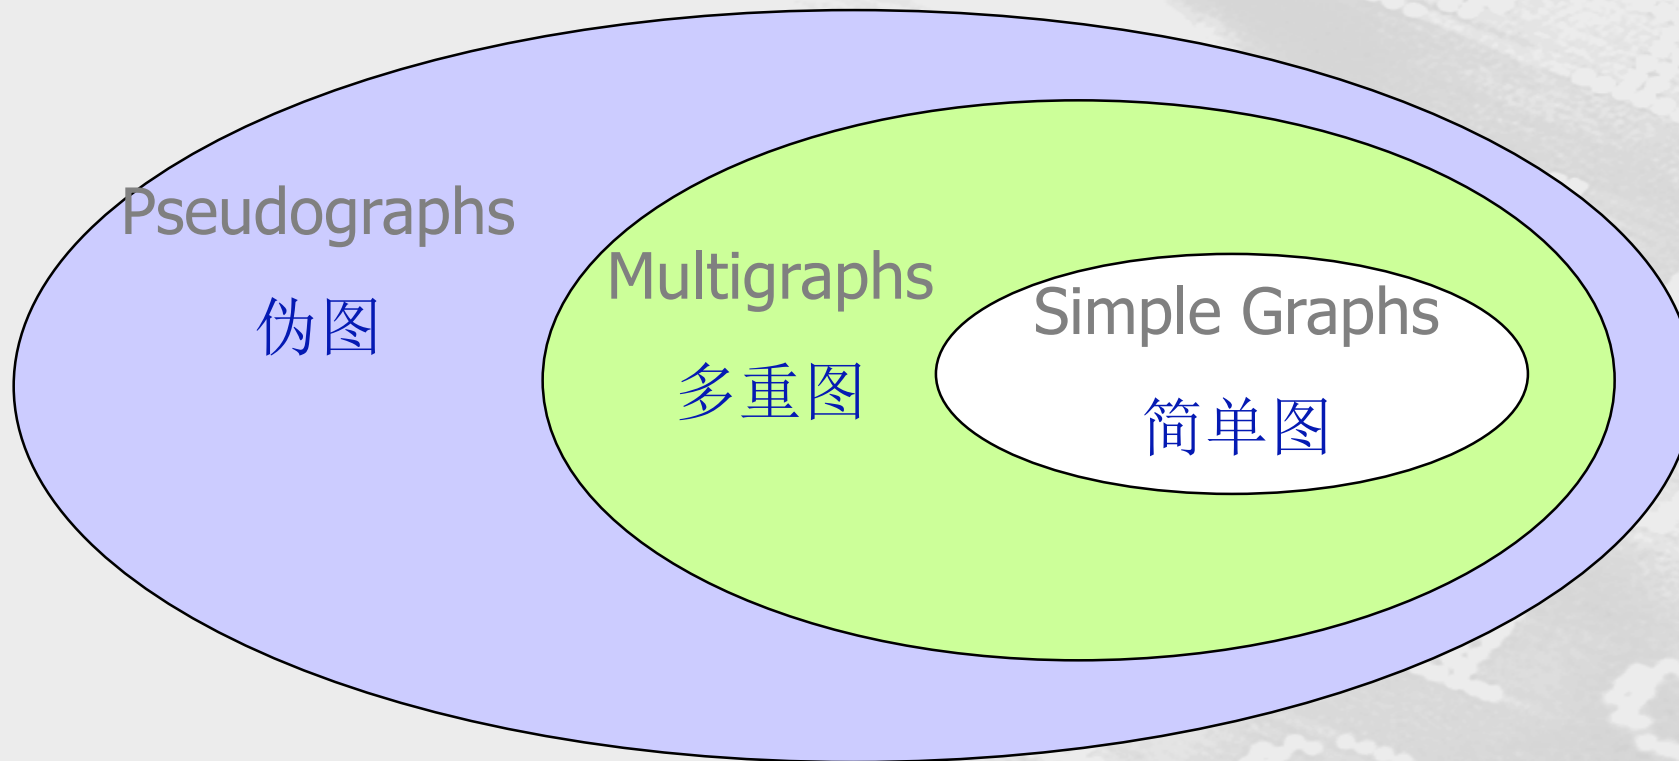 Pseudographs
伪图
Multigraphs
多重图
Simple Graphs
简单图